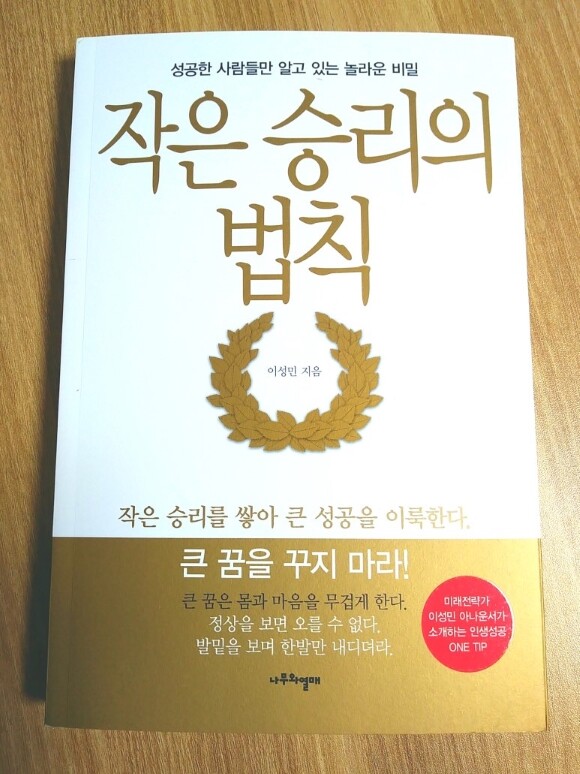 성공한 사람들만 알고 있는 놀라운 비밀
작은 승리의
법칙
이성민 지음
작은 승리를 쌓아 큰 성공을 이룩한다.
큰 꿈을 꾸지 마라!
큰 꿈은 몸과 마음을 무겁게 한다.
정상을 보면 오를 수 없다.
발밑을 보며 한발만 내디뎌라.
미래전략가
이성민 아나운서가
소개하는 인생성공
ONE TIP
나무와열매